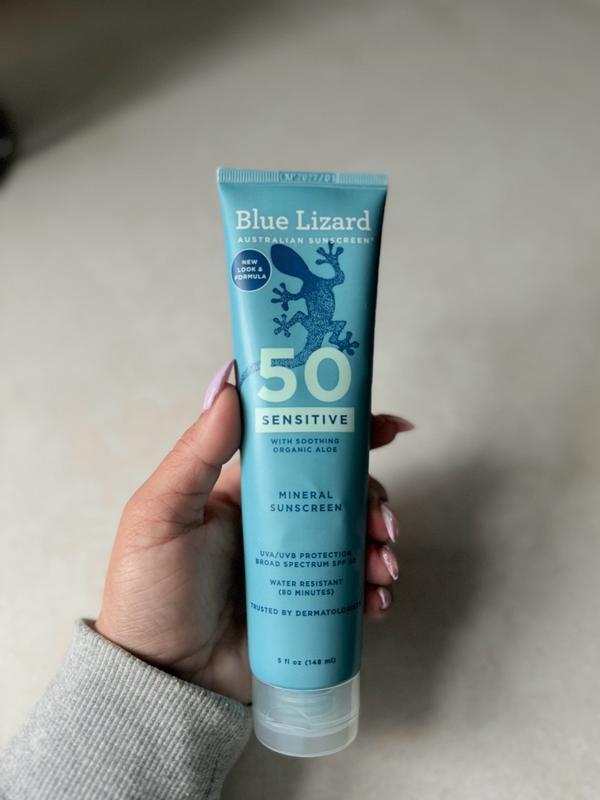 Blue Lizard
AUSTRALIAN SUNSCREEN®
NEW
LOOK &
FORMULA
50
SENSITIVE
WITH SOOTHING
ORGANIC ALOE
MINERAL
SUNSCREEN
UVA/UVB PROTECTION
BROAD SPECTRUM SPF 50
WATER RESISTANT
(80 MINUTES)
TRUSTED BY DERMATOLOGISTS
5 fl oz (148 ml)